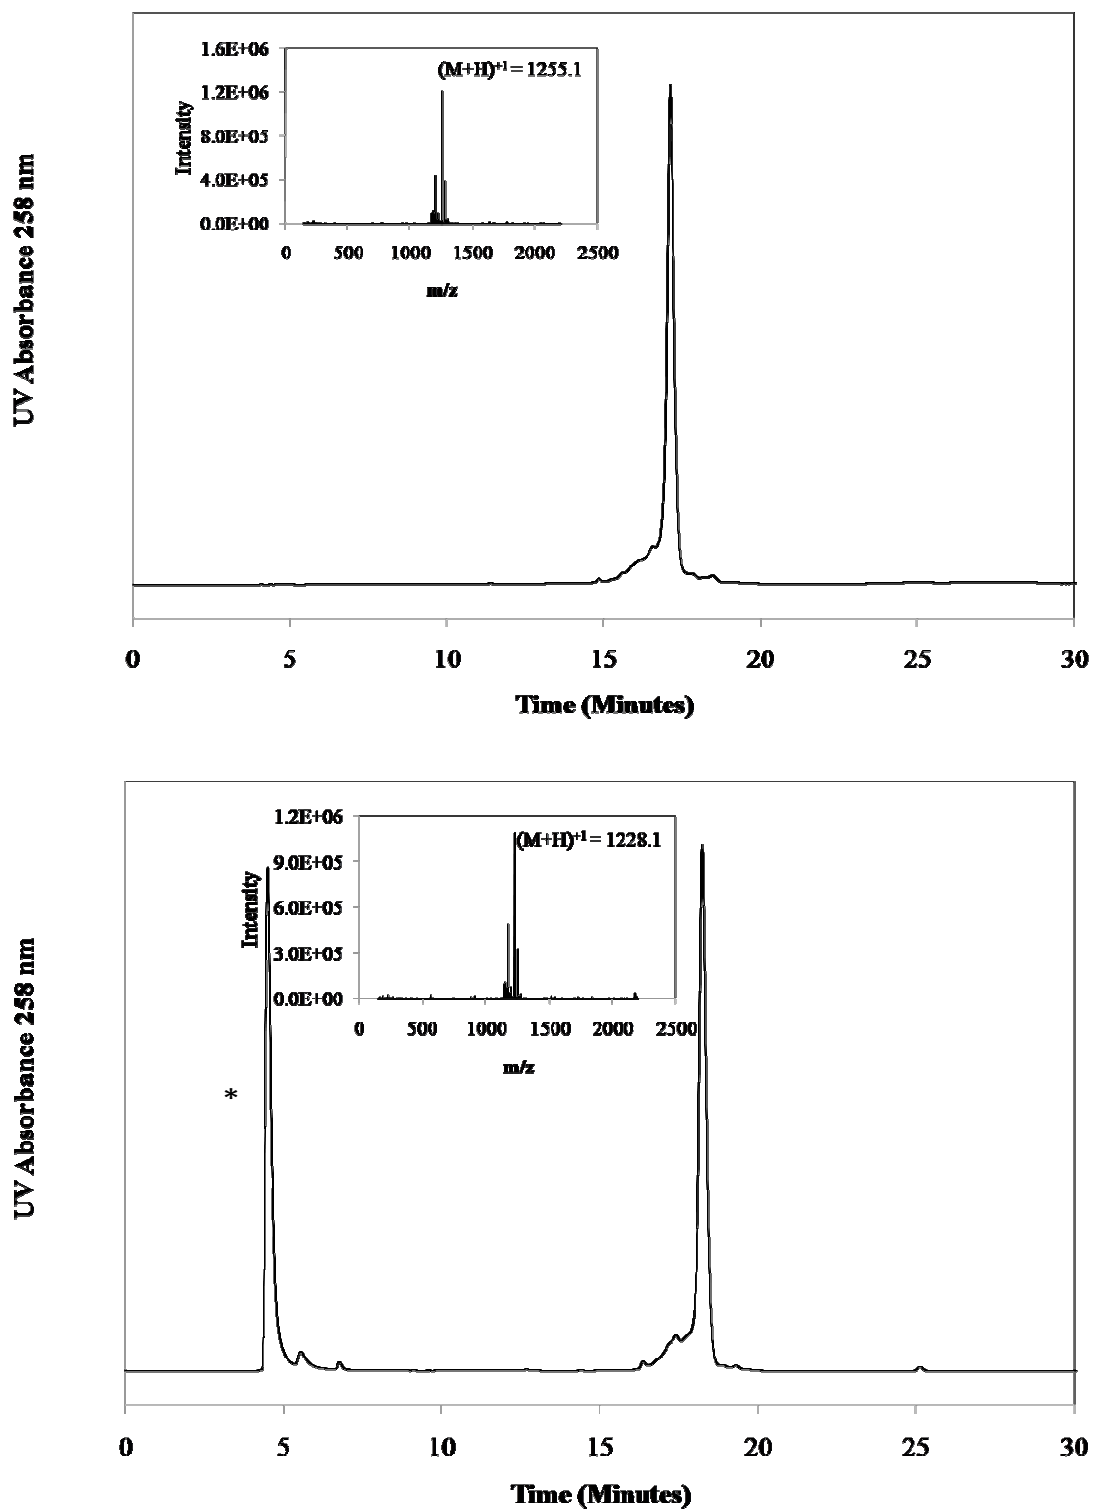 1.6E+06
(M+H)+1 = 1255.1
1.2E+06
8.0E+05
4.0E+05
0.0E+00
Intensity
0 500 1000 1500 2000 2500
m/z
UV Absorbance 258 nm
0 5 10 15 20 25 30
Time (Minutes)
1.2E+06
(M+H)+1 = 1228.1
9.0E+05
6.0E+05
3.0E+05
0.0E+00
Intensity
0 500 1000 1500 2000 2500
m/z
*
UV Absorbance 258 nm
0 5 10 15 20 25 30
Time (Minutes)